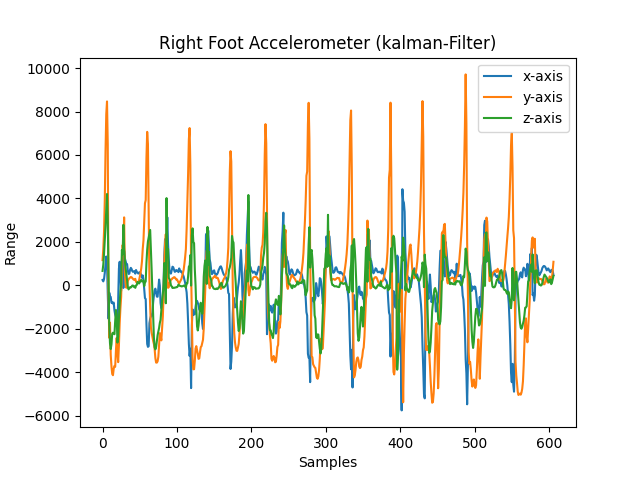 Right Foot Accelerometer (kalman-Filter)
x-axis
y-axis
z-axis
10000
8000
6000
4000
2000
0
−2000
−4000
−6000
Range
0 100 200 300 400 500 600
Samples